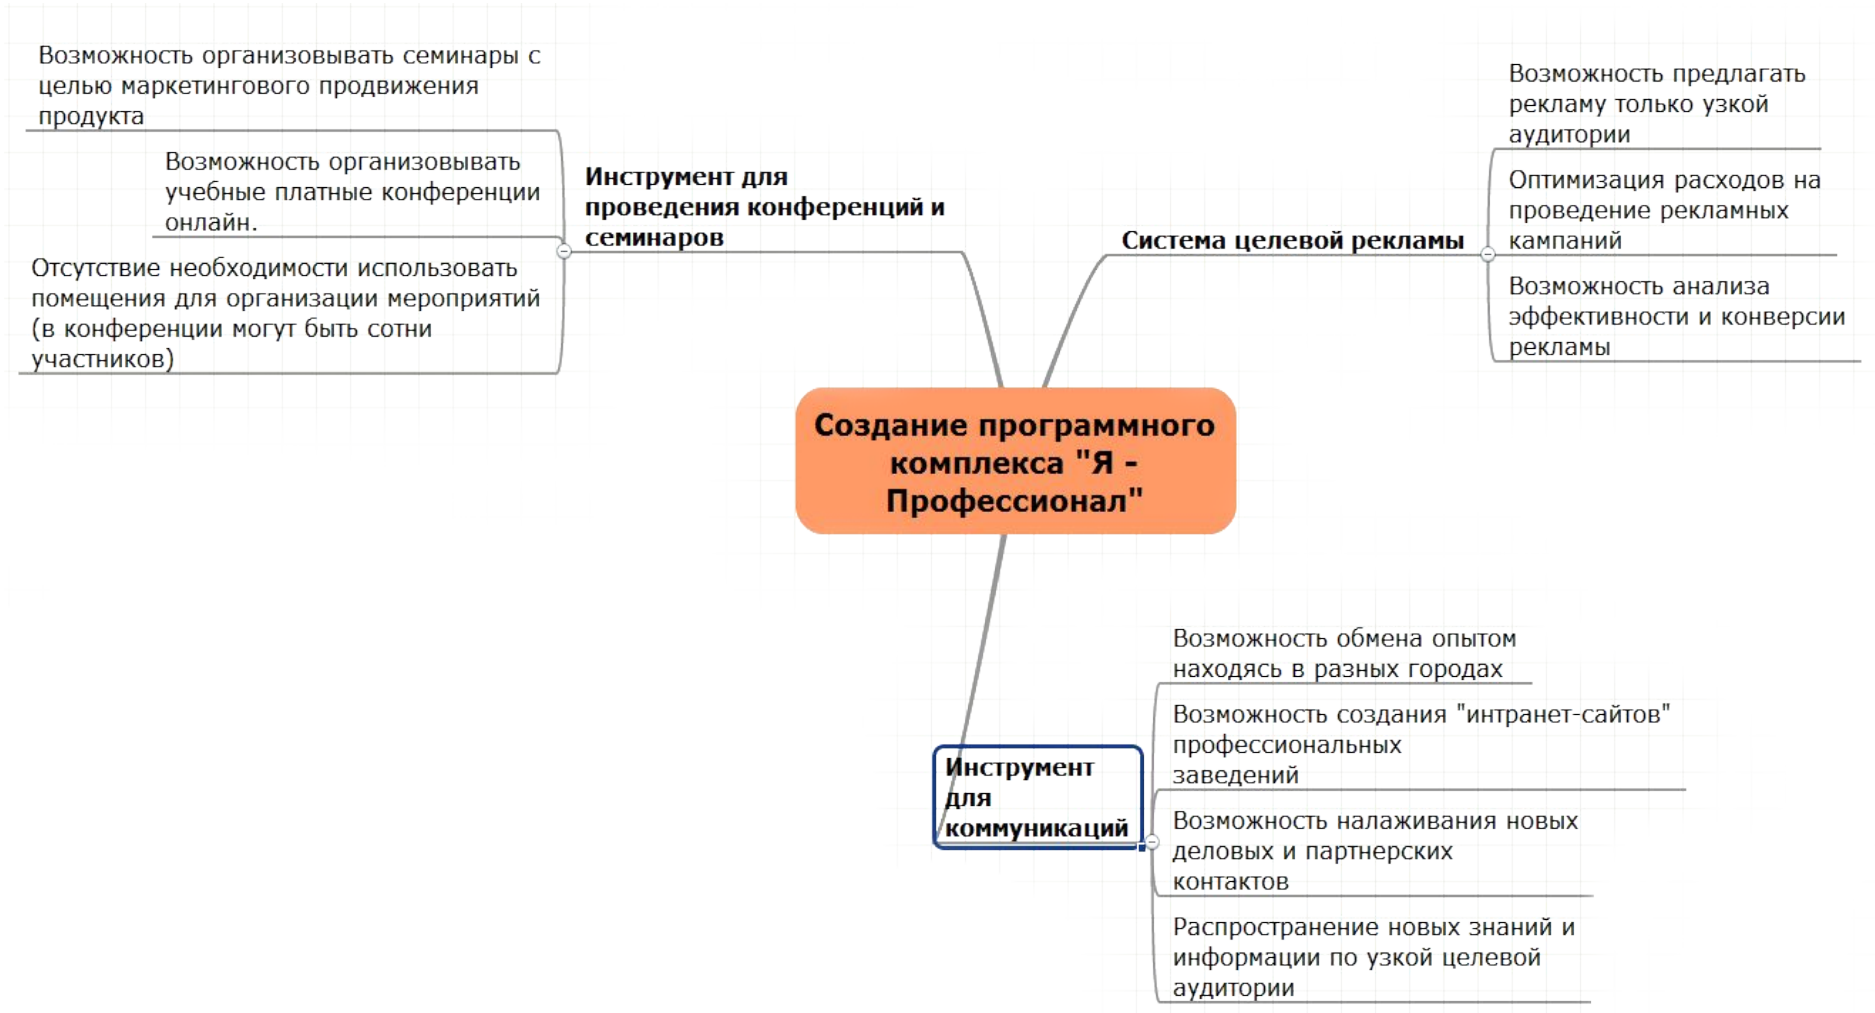 Возможность организовывать семинары с
целью маркетингового продвижения
продукта
Возможность организовывать
учебные платные конференции
онлайн.
Отсутствие необходимости использовать
помещения для организации мероприятий
(в конференции могут быть сотни
участников)
Инструмент для
проведения конференций и
семинаров
Система целевой рекламы
Возможность предлагать
рекламу только узкой
аудитории
Оптимизация расходов на
проведение рекламных
кампаний
Возможность анализа
эффективности и конверсии
рекламы
Создание программного
комплекса "Я -
Профессионал"
Инструмент
для
коммуникаций
Возможность обмена опытом
находясь в разных городах
Возможность создания "интранет-сайтов"
профессиональных
заведений
Возможность налаживания новых
деловых и партнерских
контактов
Распространение новых знаний и
информации по узкой целевой
аудитории